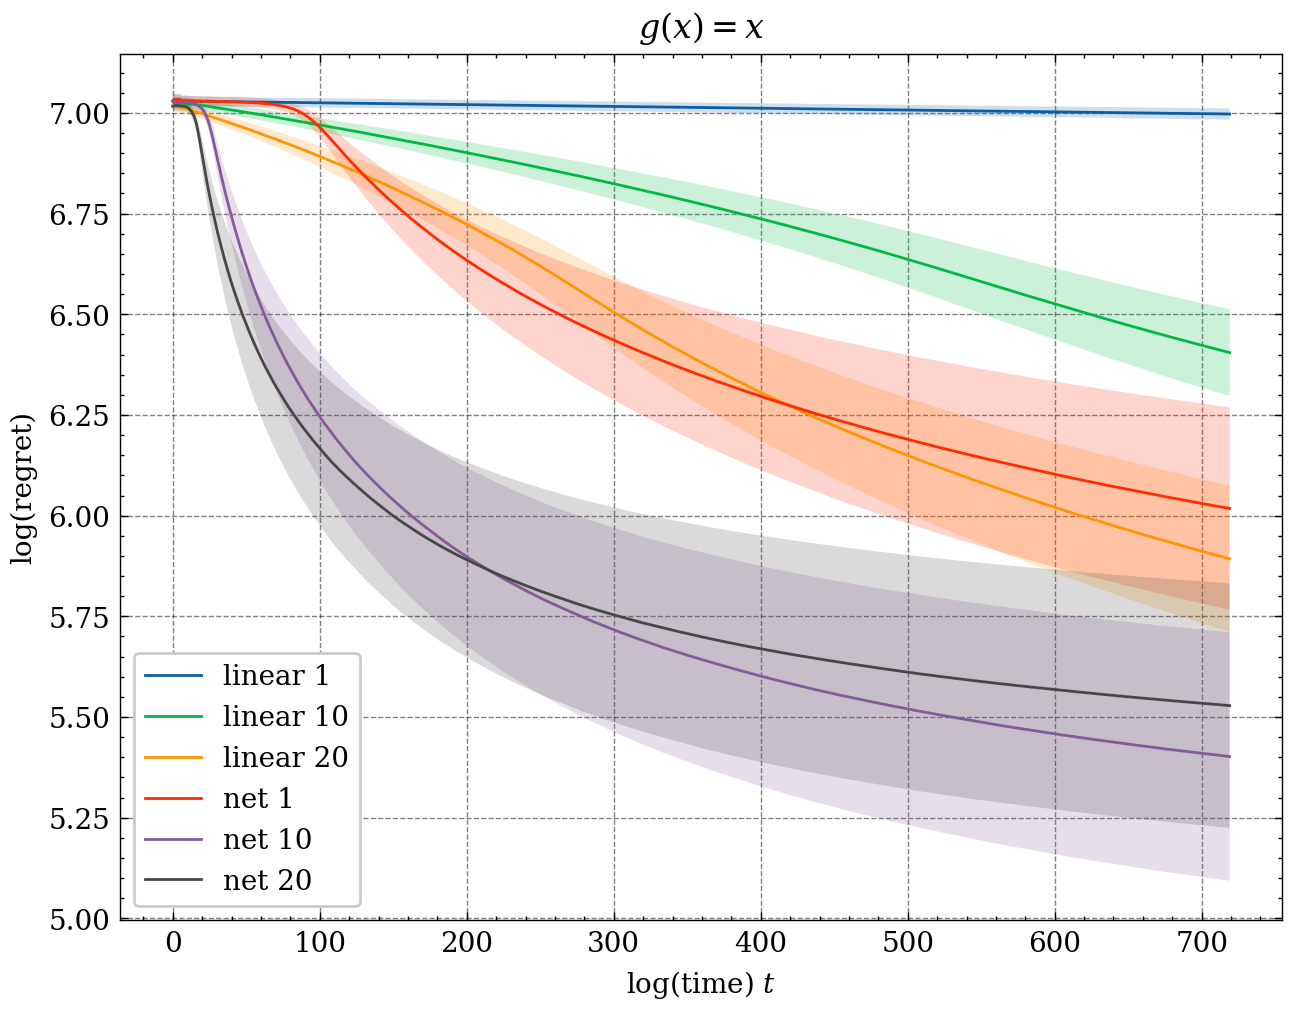 g(x) = x
log(regret)
7.00
6.75
6.50
6.25
6.00
5.75
5.50
5.25
5.00
linear 1
linear 10
linear 20
net 1
net 10
net 20
0 100 200 300 400 500 600 700
log(time) t